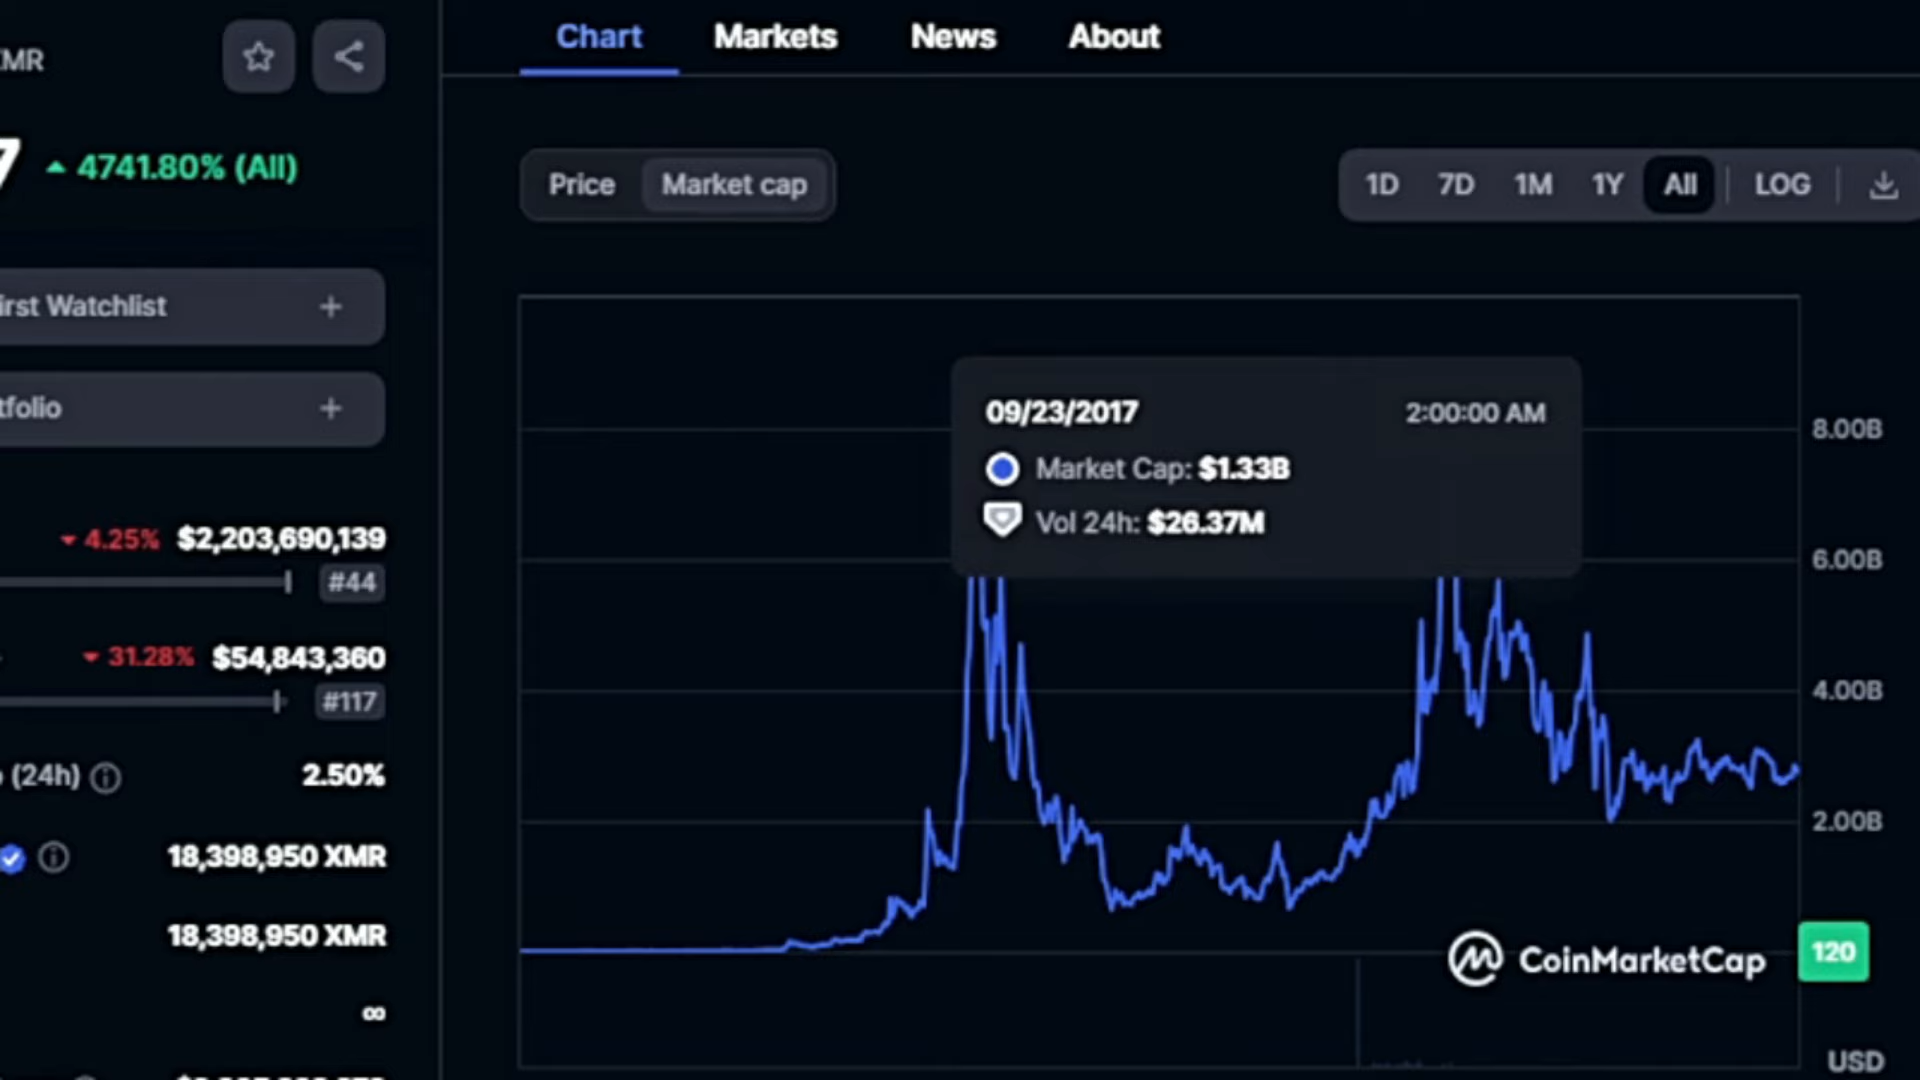 Chart Markets News About
XMR
4741.80% (All)
Price Market cap
1D 7D 1M 1Y All LOG
First Watchlist +
tfolio +
09/23/2017 2:00:00 AM
Market Cap: $1.33B
Vol 24h: $26.37M
8.00B
6.00B
4.00B
2.00B
4.25% $2,203,690,139
#44
31.28% $54,843,360
#117
(24h) 2.50%
18,398,950 XMR
18,398,950 XMR
∞
CoinMarketCap
120
USD